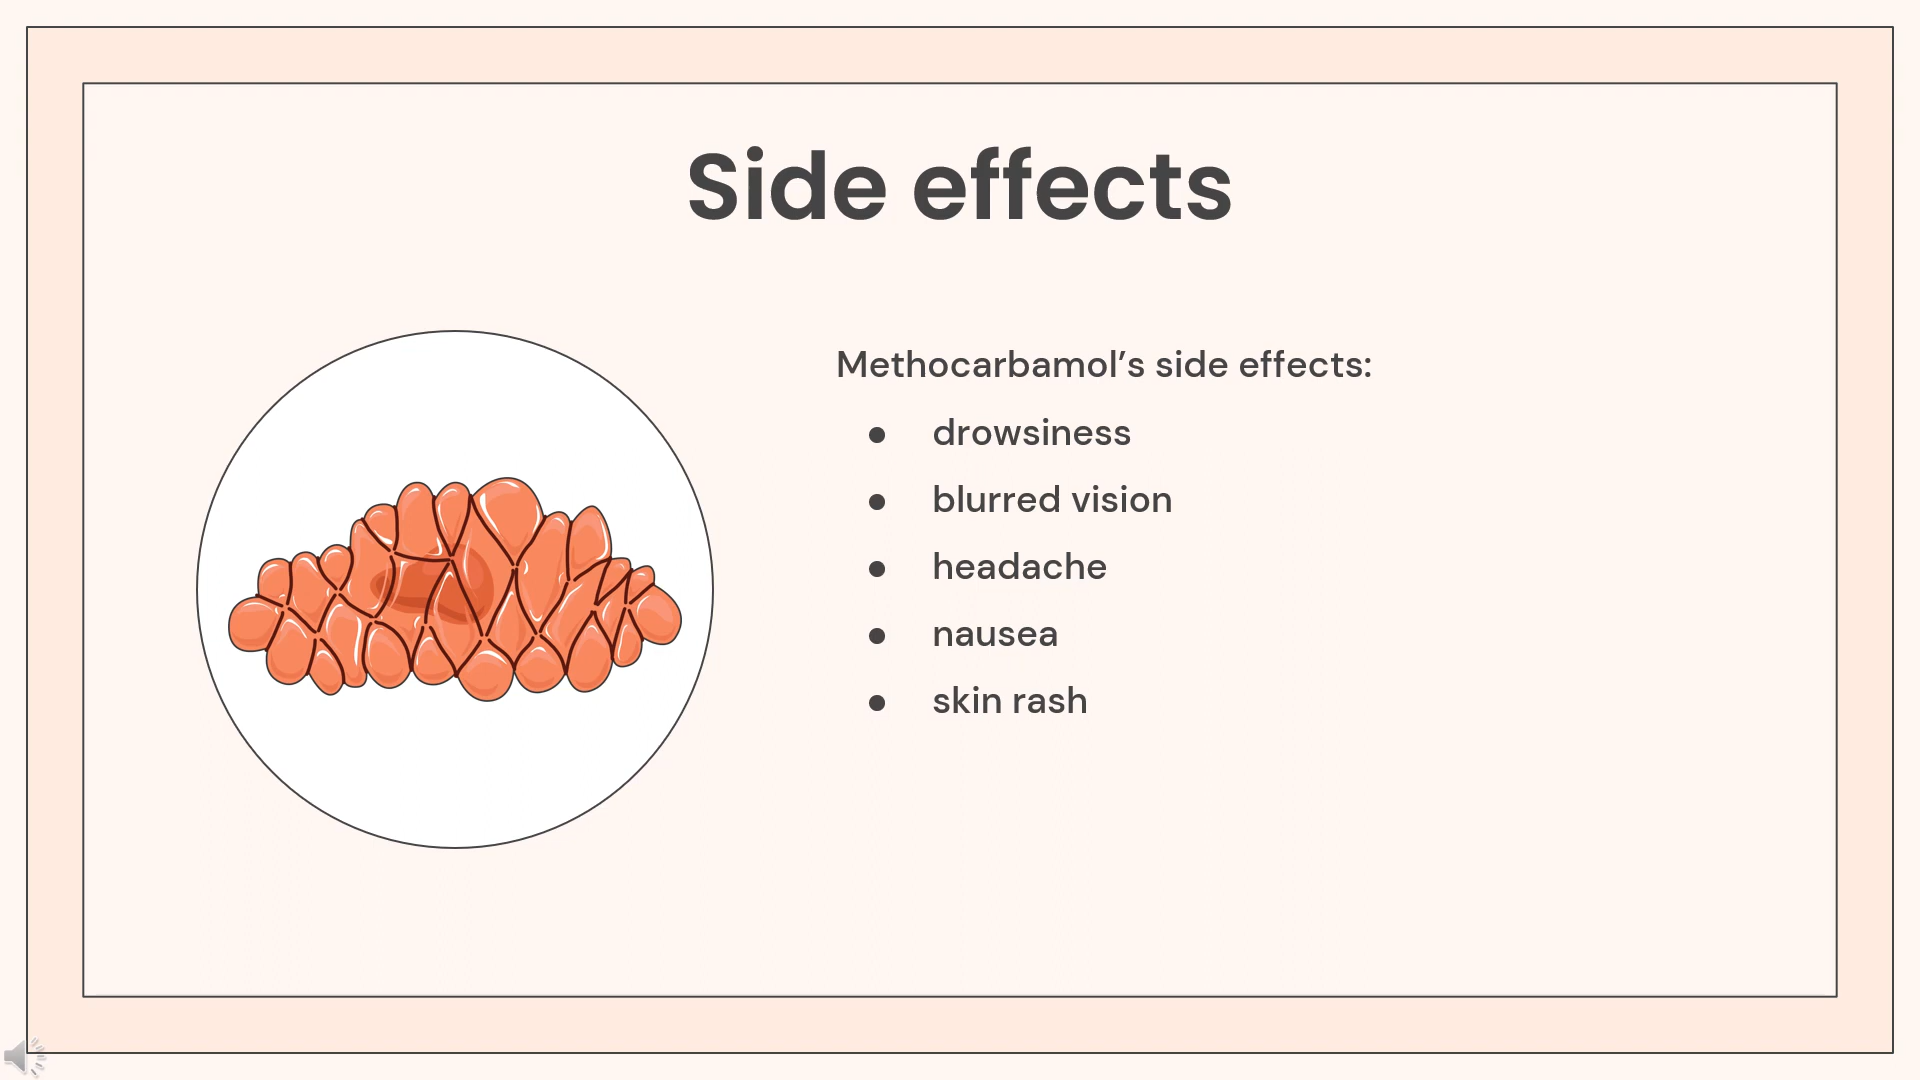 Side effects
Methocarbamol’s side effects:
● drowsiness
● blurred vision
● headache
● nausea
● skin rash